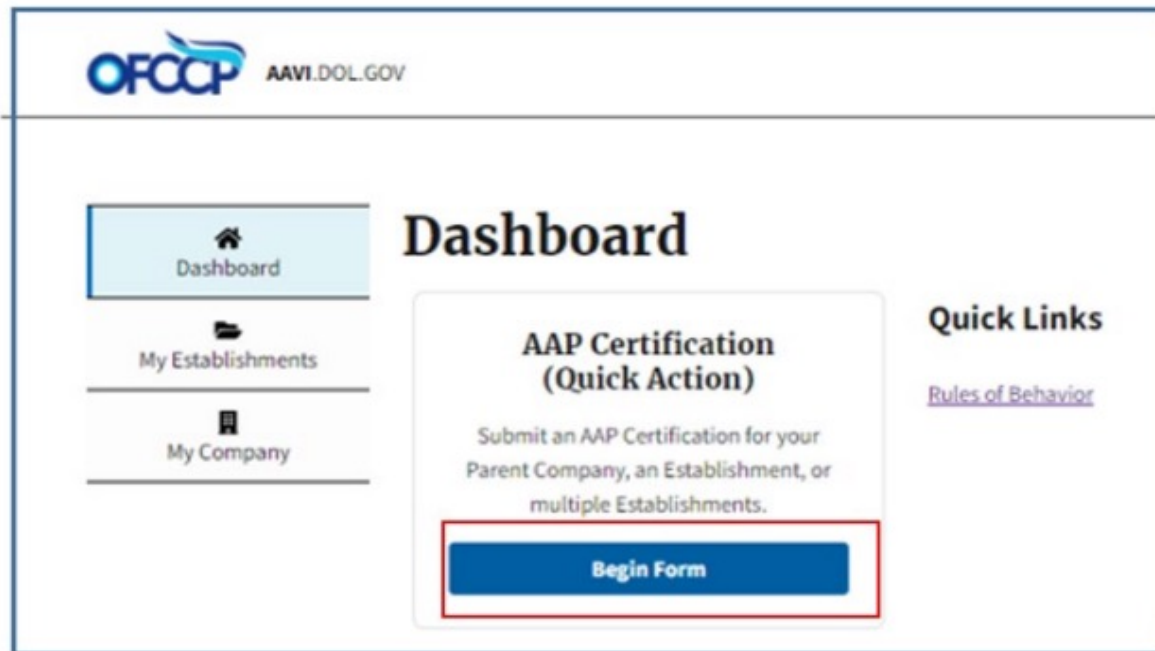 OFCCP AAVI.DOL.GOV
Dashboard
My Establishments
My Company
Dashboard
AAP Certification
(Quick Action)
Submit an AAP Certification for your
Parent Company, an Establishment, or
multiple Establishments.
Begin Form
Quick Links
Rules of Behavior